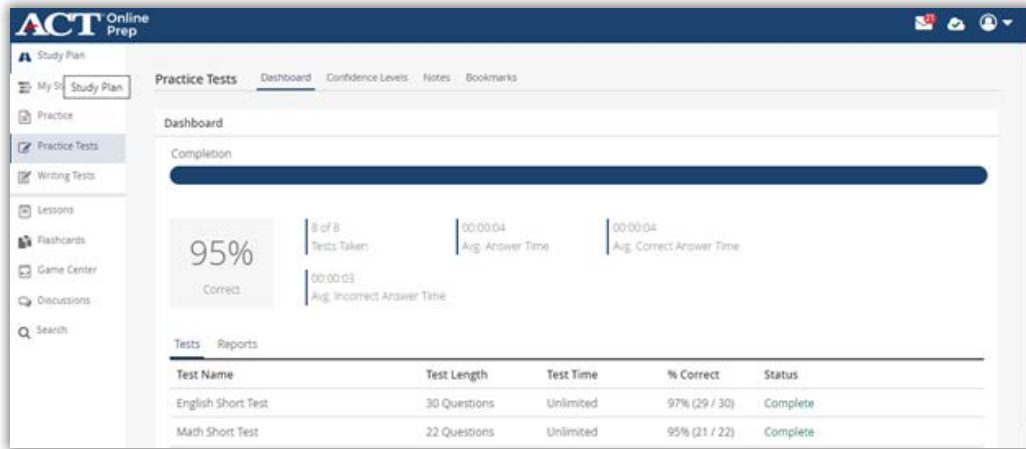 ACT Online Prep
21
Study Plan
My St
Study Plan
Practice
Practice Tests
Writing Tests
Lessons
Flashcards
Game Center
Discussions
Search
Practice Tests Dashboard Confidence Levels Notes Bookmarks
Dashboard
Completion
95%
Correct
8 of 8
Tests Taken
00:00:04
Avg. Answer Time
00:00:04
Avg. Correct Answer Time
00:00:03
Avg. Incorrect Answer Time
Tests Reports
Test Name Test Length Test Time % Correct Status
English Short Test 30 Questions Unlimited 97% (29 / 30) Complete
Math Short Test 22 Questions Unlimited 95% (21 / 22) Complete